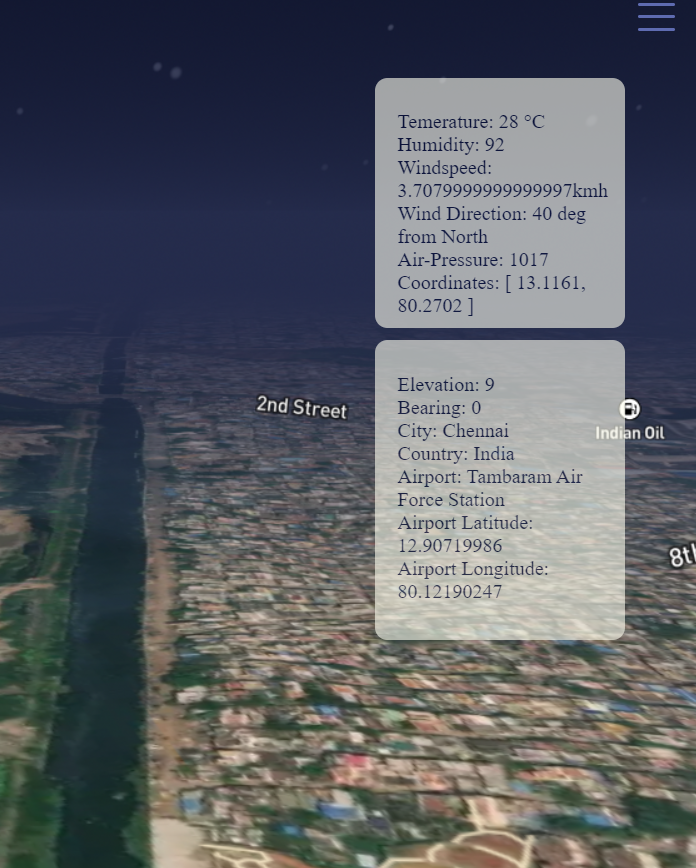 Temerature: 28 °C
Humidity: 92
Windspeed:
3.7079999999999997kmh
Wind Direction: 40 deg
from North
Air-Pressure: 1017
Coordinates: [ 13.1161,
80.2702 ]
Elevation: 9
Bearing: 0
City: Chennai
Country: India
Airport: Tambaram Air
Force Station
Airport Latitude:
12.90719986
Airport Longitude:
80.12190247
2nd Street
Indian Oil